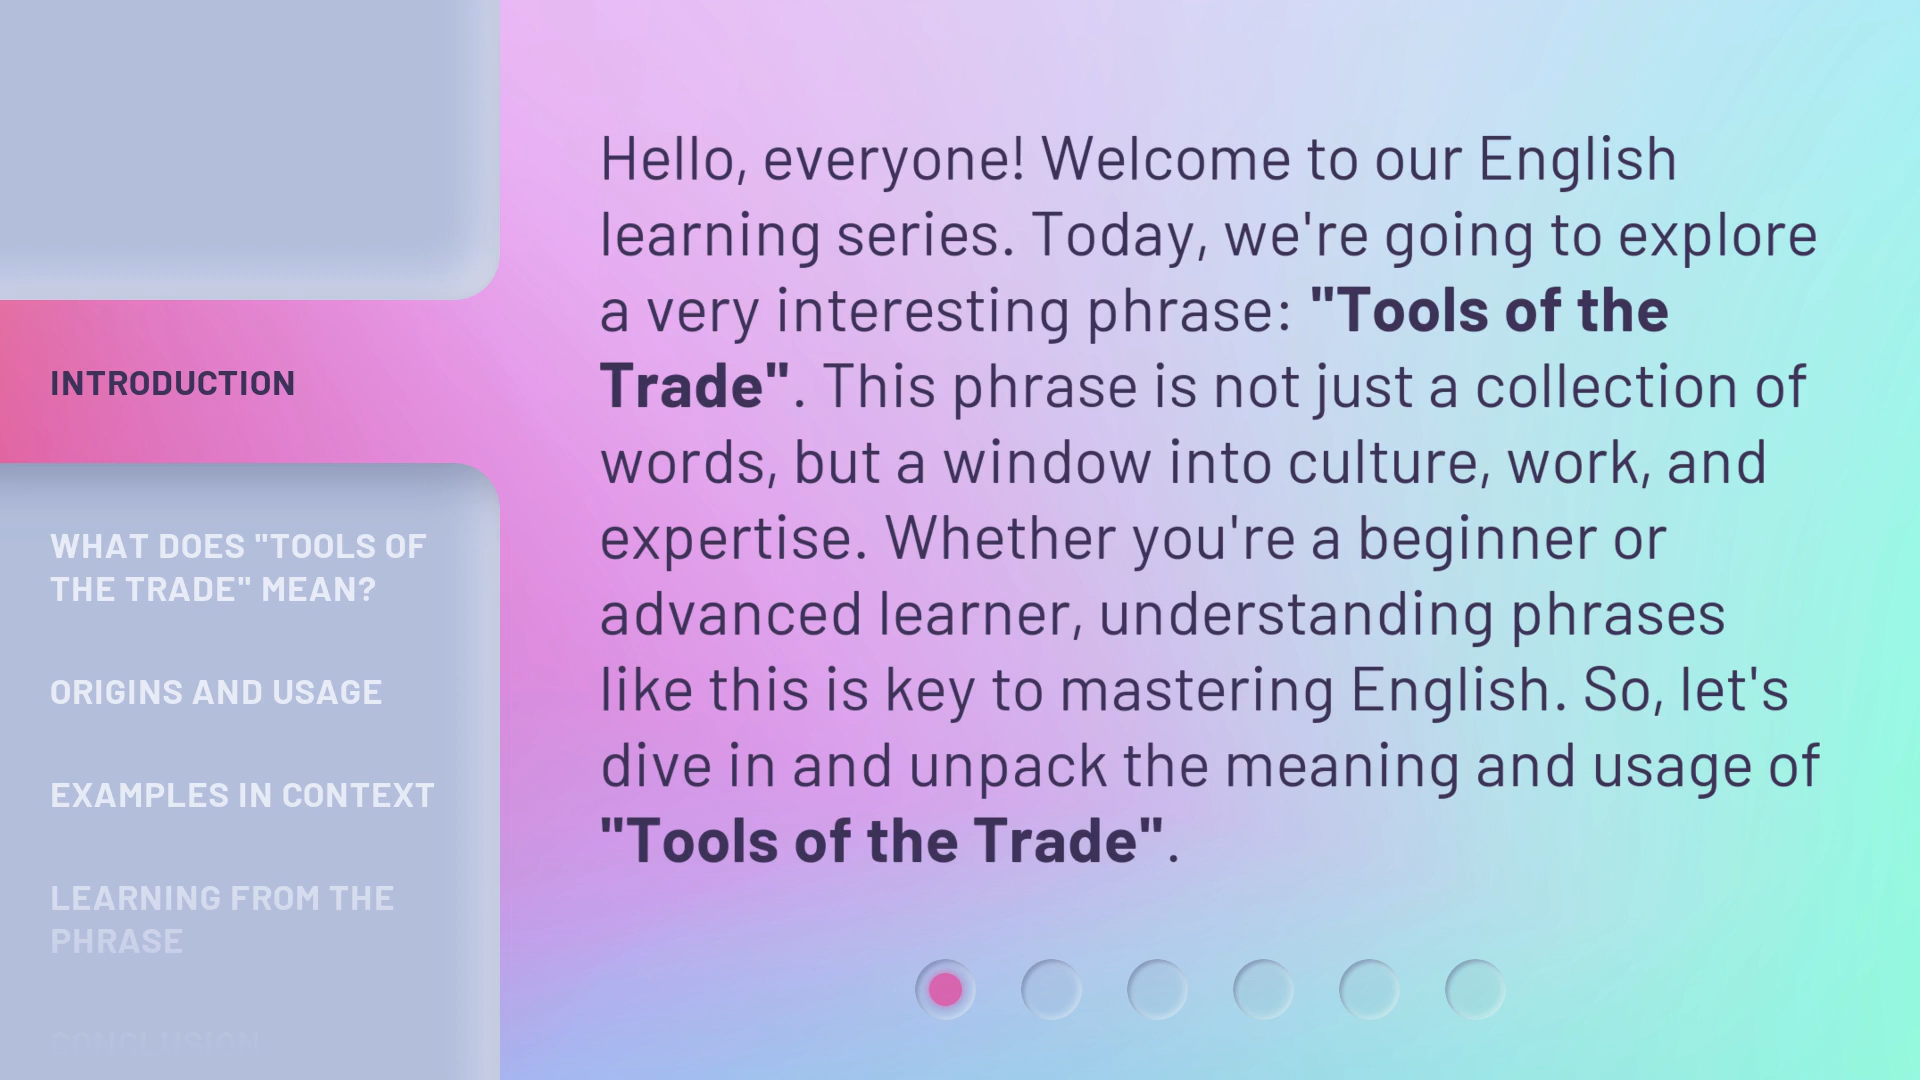 INTRODUCTION
WHAT DOES "TOOLS OF
THE TRADE" MEAN?
ORIGINS AND USAGE
EXAMPLES IN CONTEXT
LEARNING FROM THE
PHRASE
CONCLUSION
Hello, everyone! Welcome to our English
learning series. Today, we're going to explore
a very interesting phrase: "Tools of the
Trade". This phrase is not just a collection of
words, but a window into culture, work, and
expertise. Whether you're a beginner or
advanced learner, understanding phrases
like this is key to mastering English. So, let's
dive in and unpack the meaning and usage of
"Tools of the Trade".